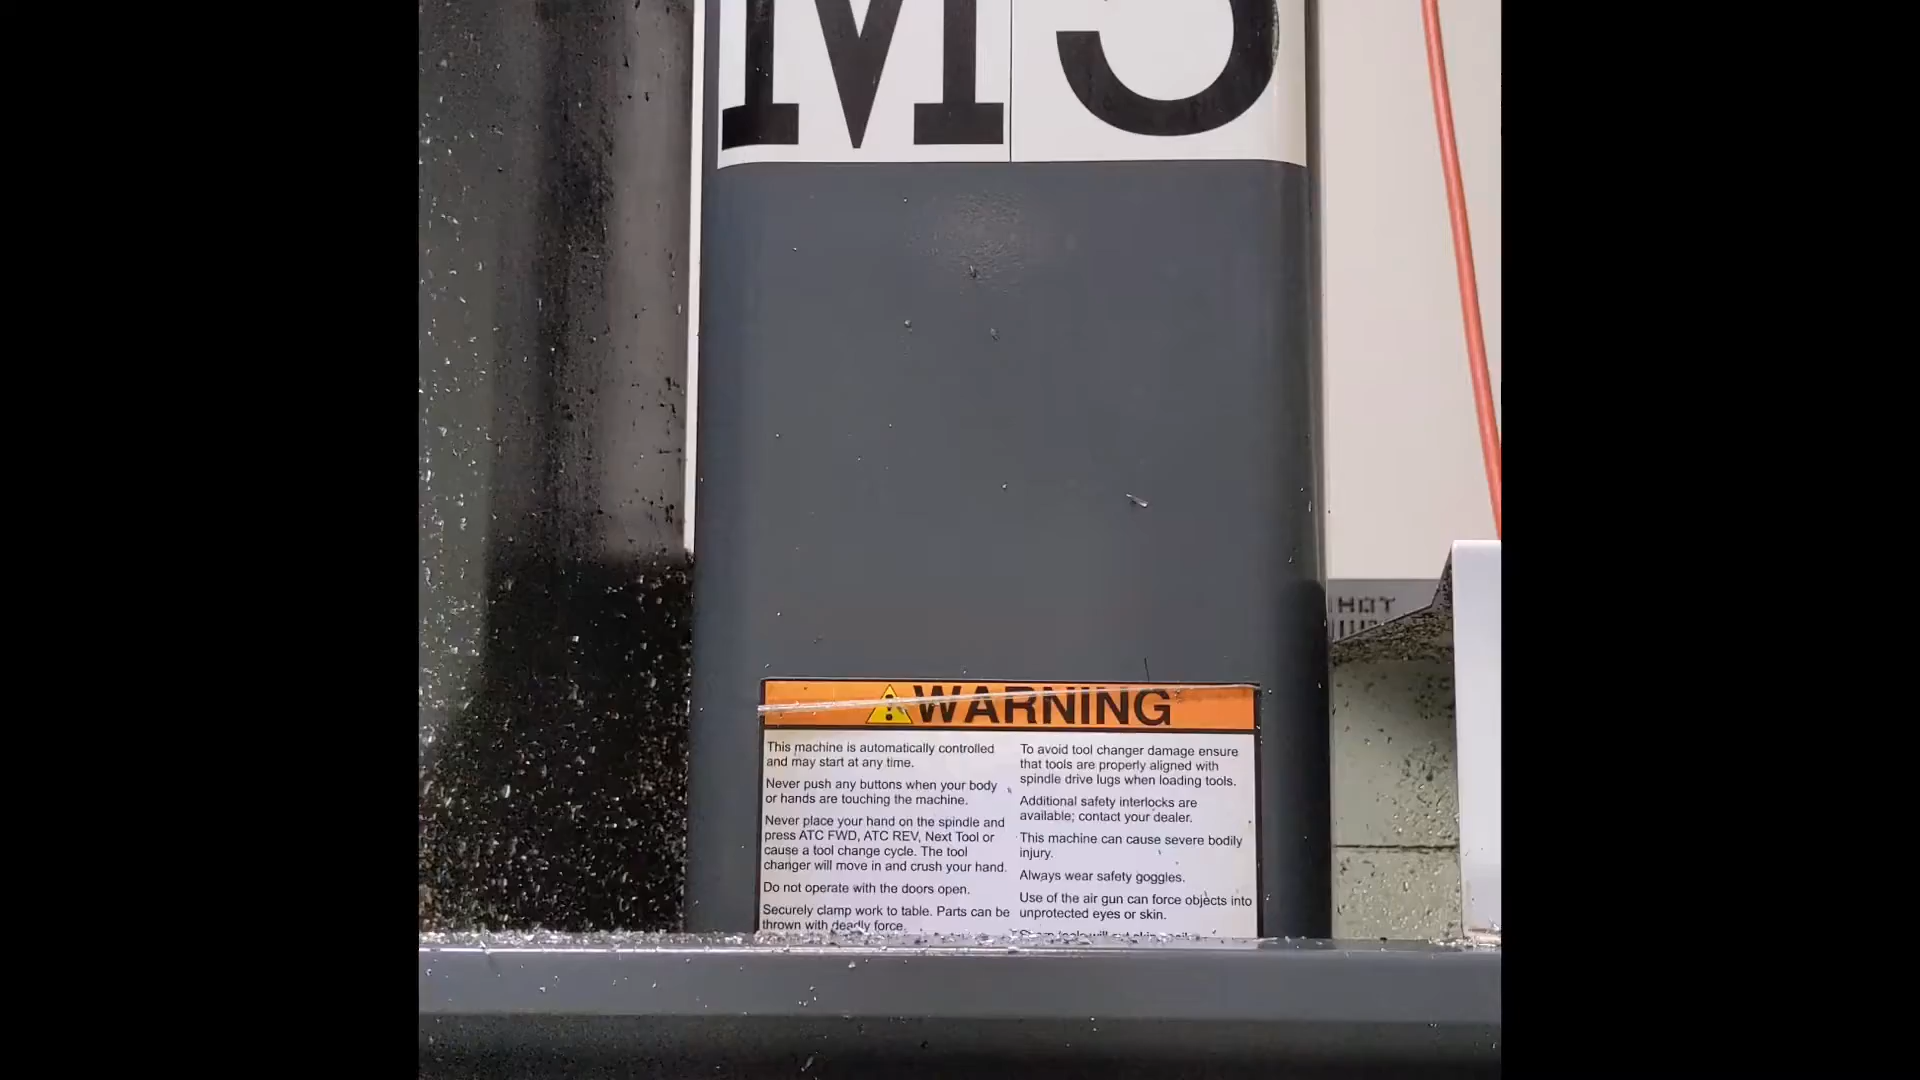 M
WARNING
This machine is automatically controlled
and may start at any time.
Never push any buttons when your body
or hands are touching the machine.
Never place your hand on the spindle and
press ATC FWD, ATC REV, Next Tool or
cause a tool change cycle. The tool
changer will move in and crush your hand.
Do not operate with the doors open.
Securely clamp work to table. Parts can be
thrown with deadly force.
To avoid tool changer damage ensure
that tools are properly aligned with
spindle drive lugs when loading tools.
Additional safety interlocks are
available; contact your dealer.
This machine can cause severe bodily
injury.
Always wear safety goggles.
Use of the air gun can force objects into
unprotected eyes or skin.
HOT